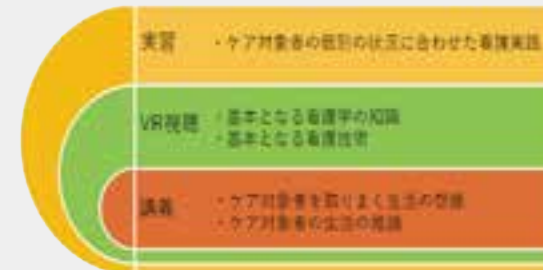 実習 ・ケア対象者の個別の状況に合わせた看護実践
VR視聴 ・基本となる看護学の知識
・基本となる看護技術
講義 ・ケア対象者を取りまく生活の理解
・ケア対象者の生活の推論